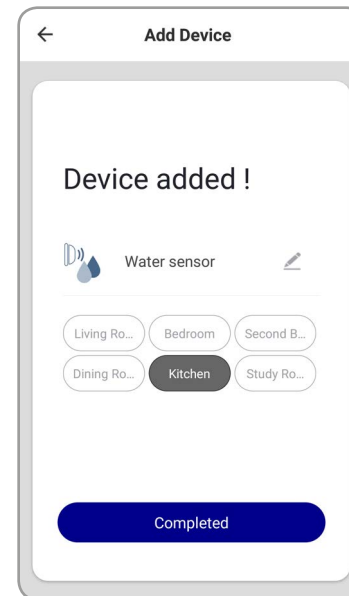 Add Device
Device added !
Water sensor
Living Ro... Bedroom Second B...
Dining Ro... Kitchen Study Ro...
Completed